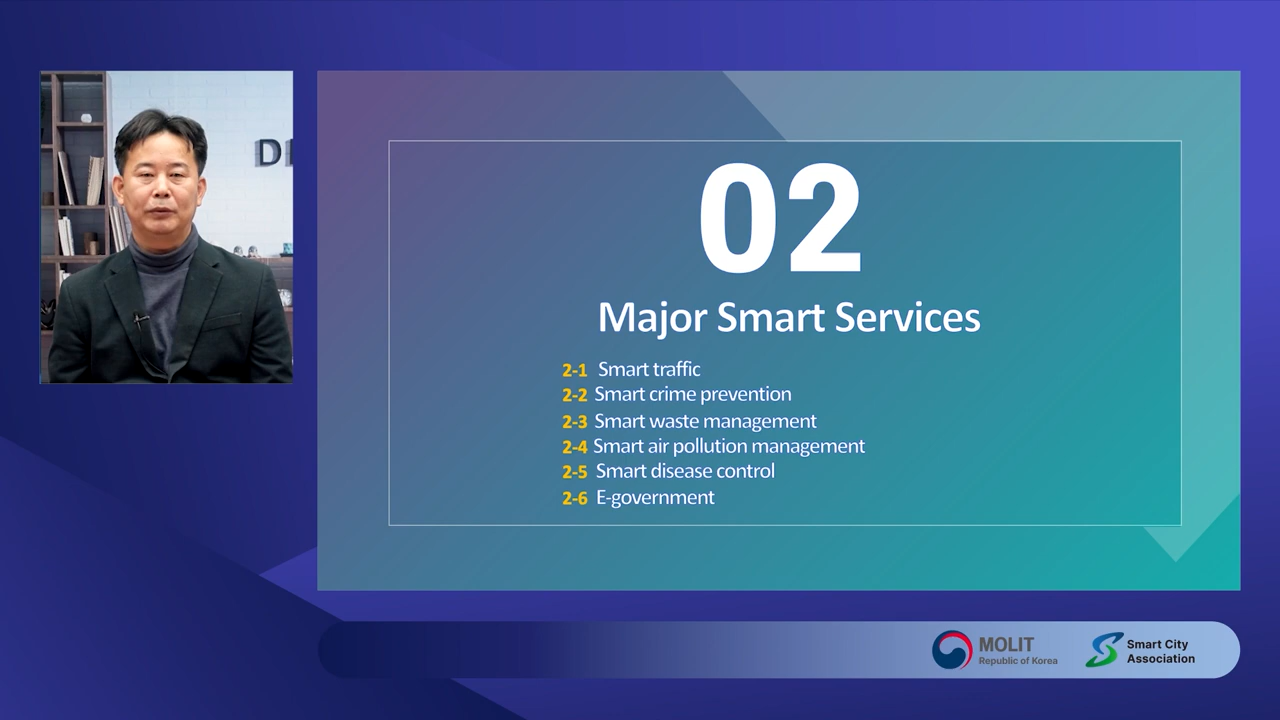 02
Major Smart Services
2-1 Smart traffic
2-2 Smart crime prevention
2-3 Smart waste management
2-4 Smart air pollution management
2-5 Smart disease control
2-6 E-government
MOLIT
Republic of Korea
Smart City
Association